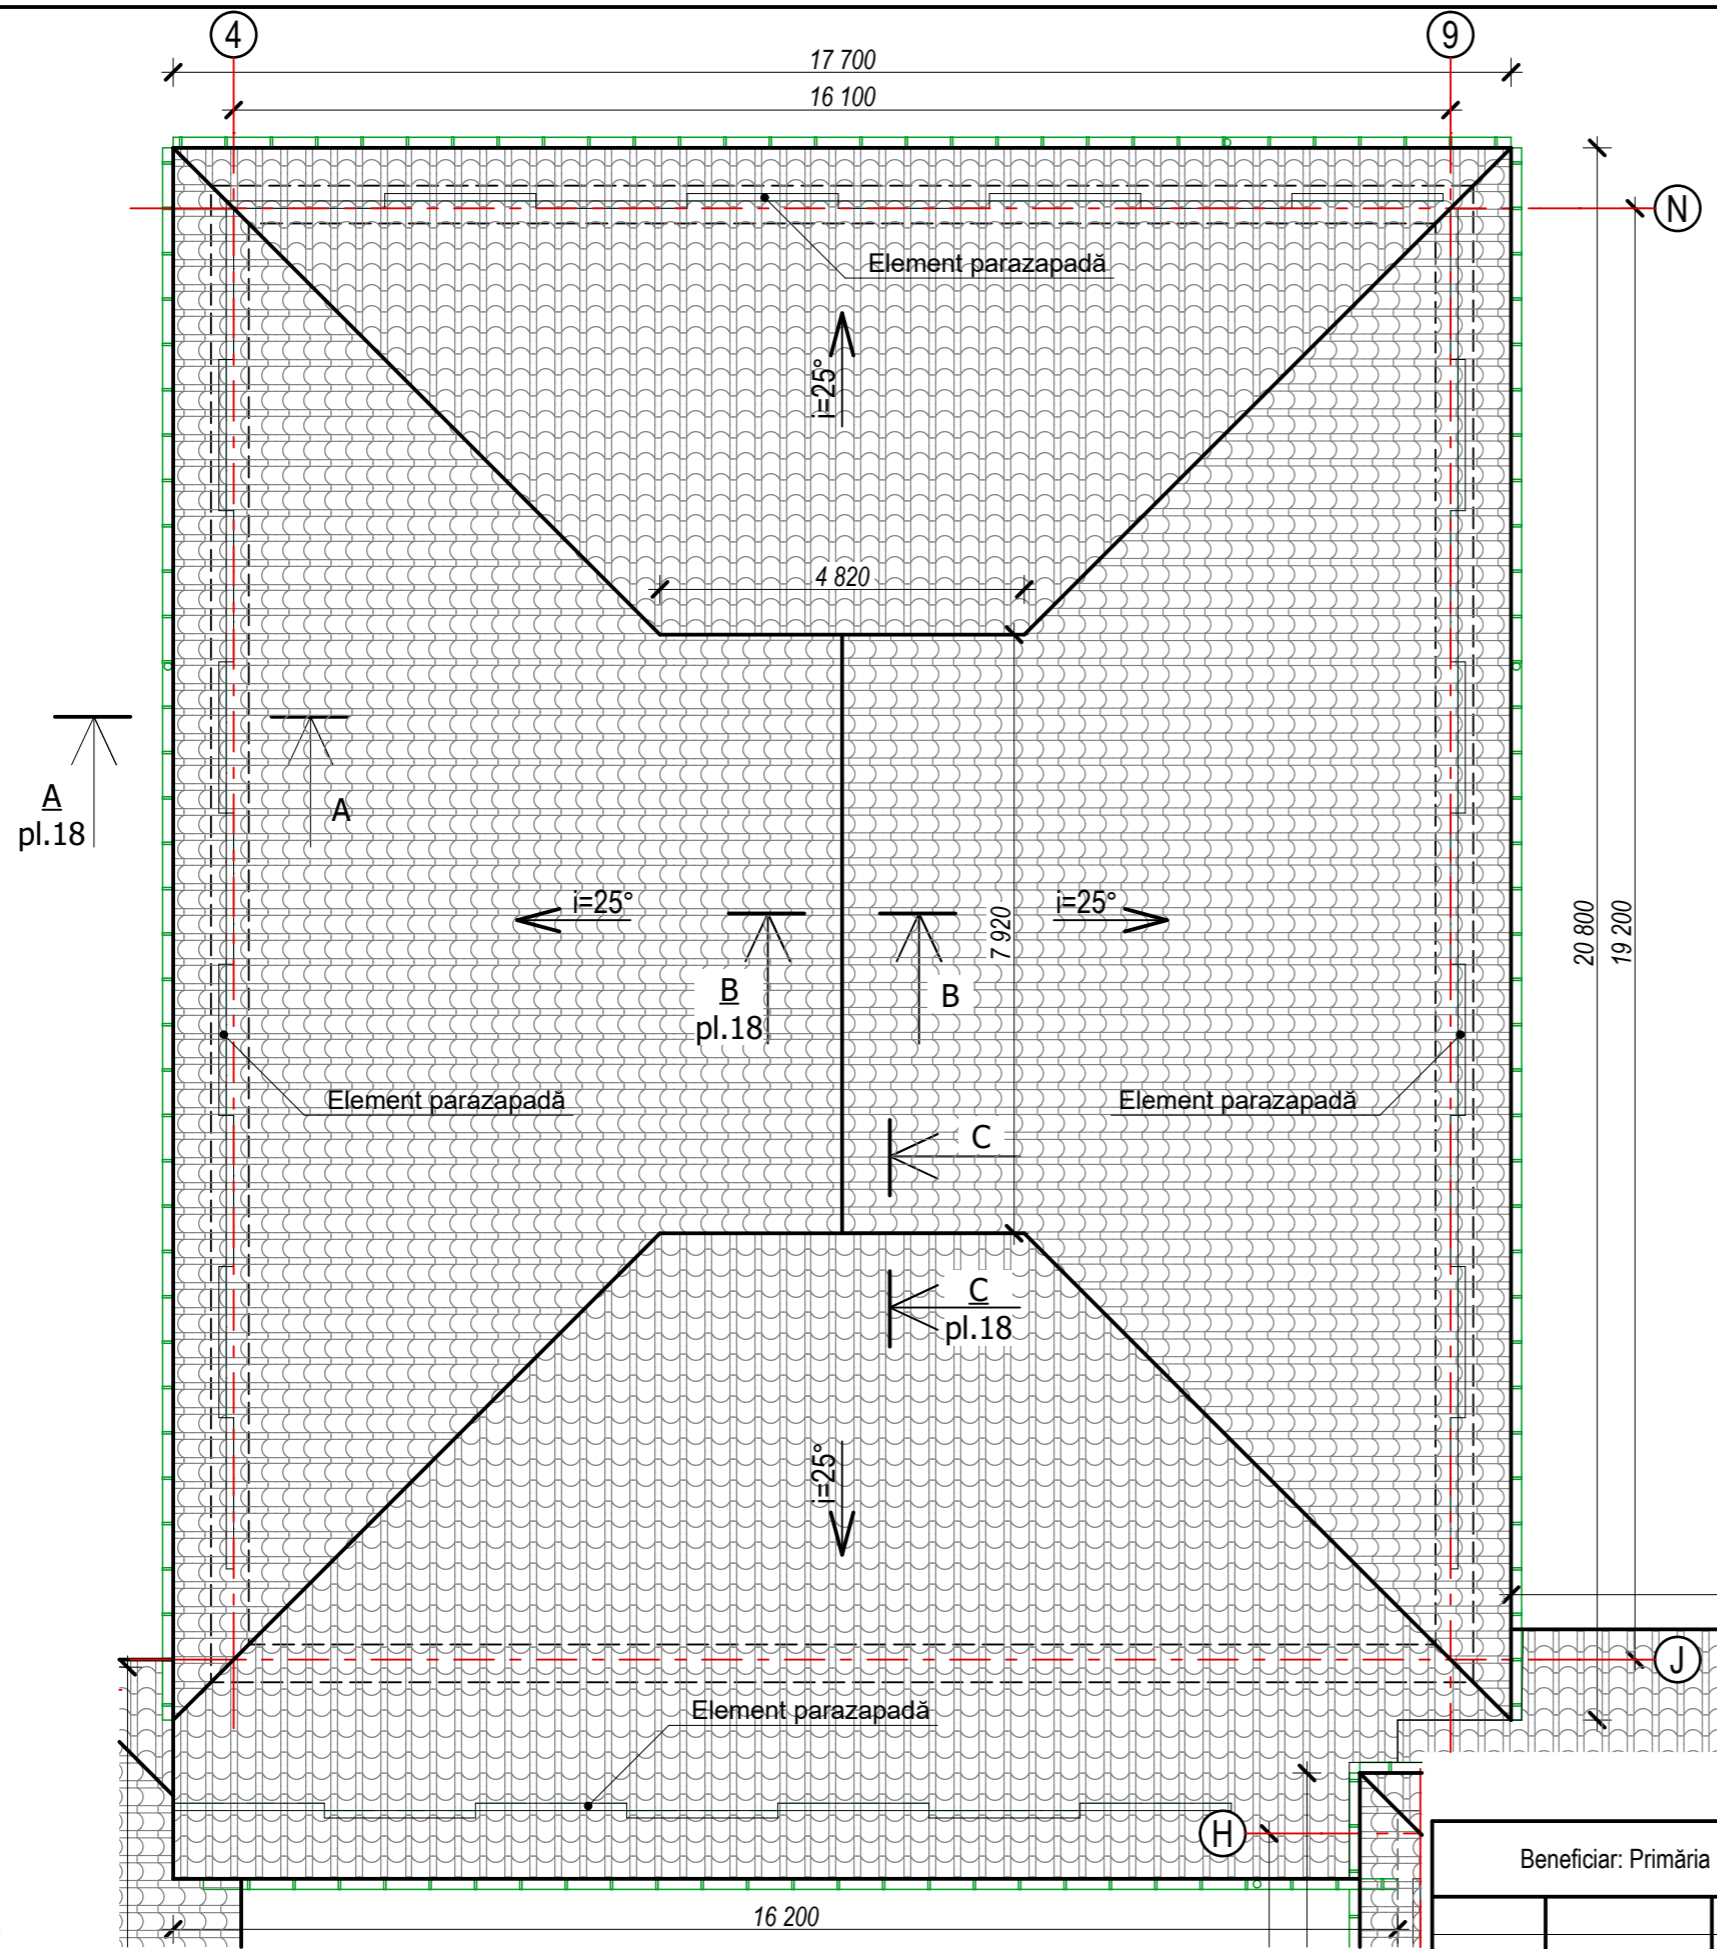 4
9
17 700
16 100
N
Element parazapadă
i=25°
4 820
A
pl.18
A
i=25°
i=25°
7 920
20 800
19 200
B
pl.18
B
Element parazapadă
Element parazapadă
C
C
pl.18
i=25°
J
Element parazapadă
H
Beneficiar: Primăria
16 200